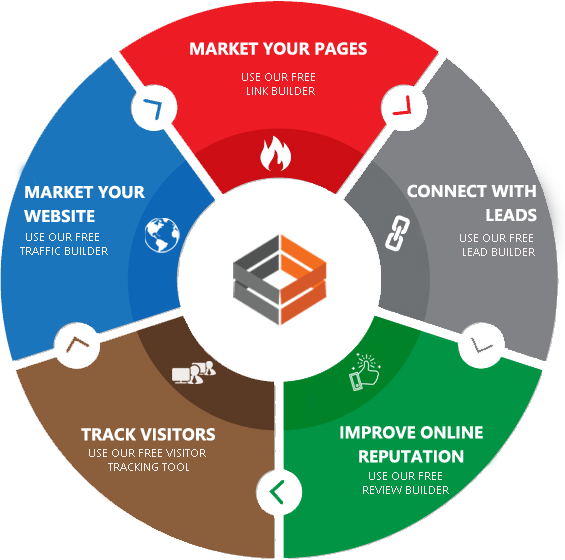 MARKET YOUR PAGES
USE OUR FREE
LINK BUILDER
CONNECT WITH
LEADS
USE OUR FREE
LEAD BUILDER
IMPROVE ONLINE
REPUTATION
USE OUR FREE
REVIEW BUILDER
TRACK VISITORS
USE OUR FREE VISITOR
TRACKING TOOL
MARKET YOUR
WEBSITE
USE OUR FREE
TRAFFIC BUILDER